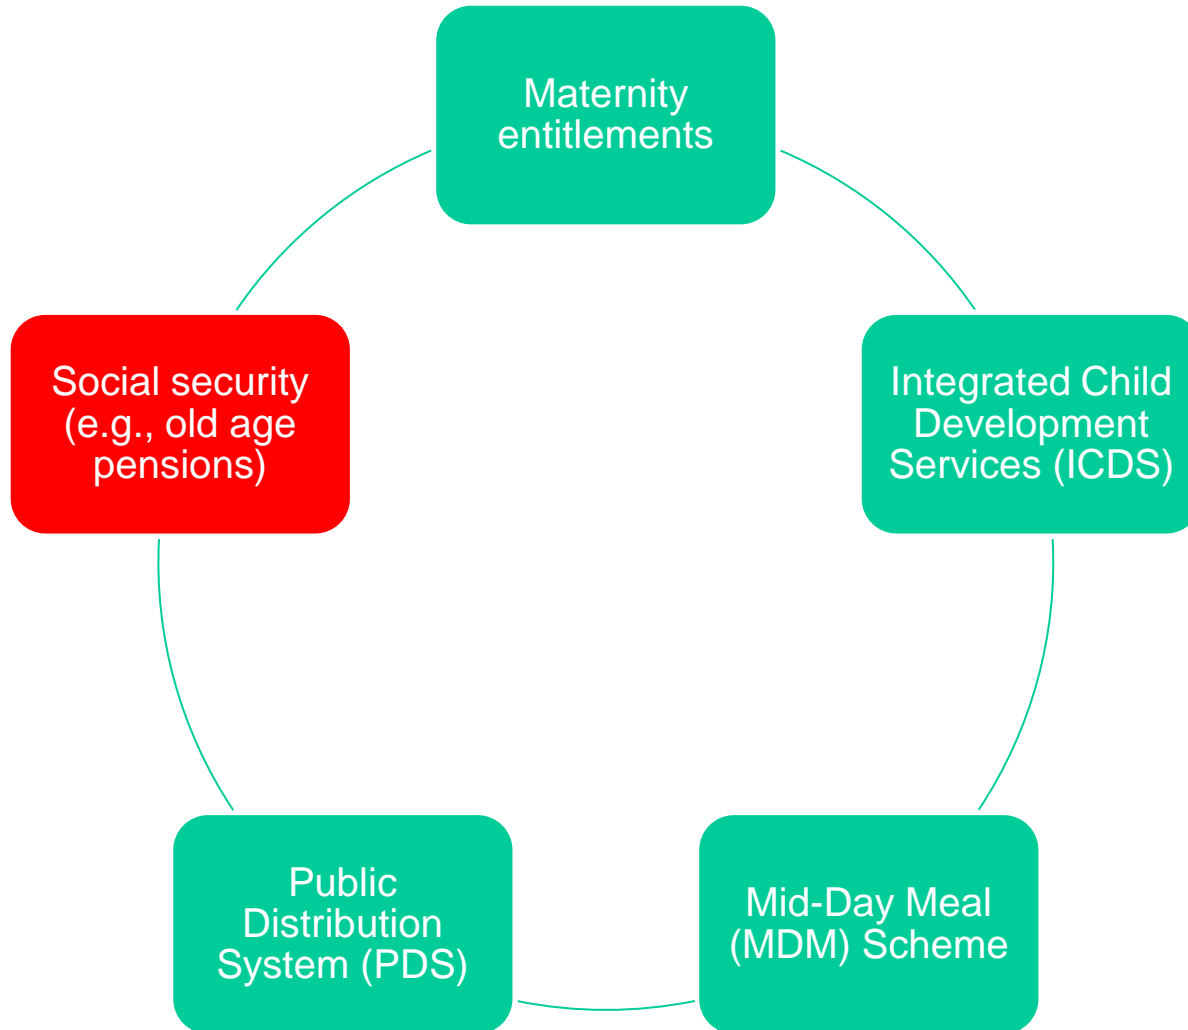 Maternity
entitlements
Integrated Child
Development
Services (ICDS)
Mid-Day Meal
(MDM) Scheme
Public
Distribution
System (PDS)
Social security
(e.g., old age
pensions)